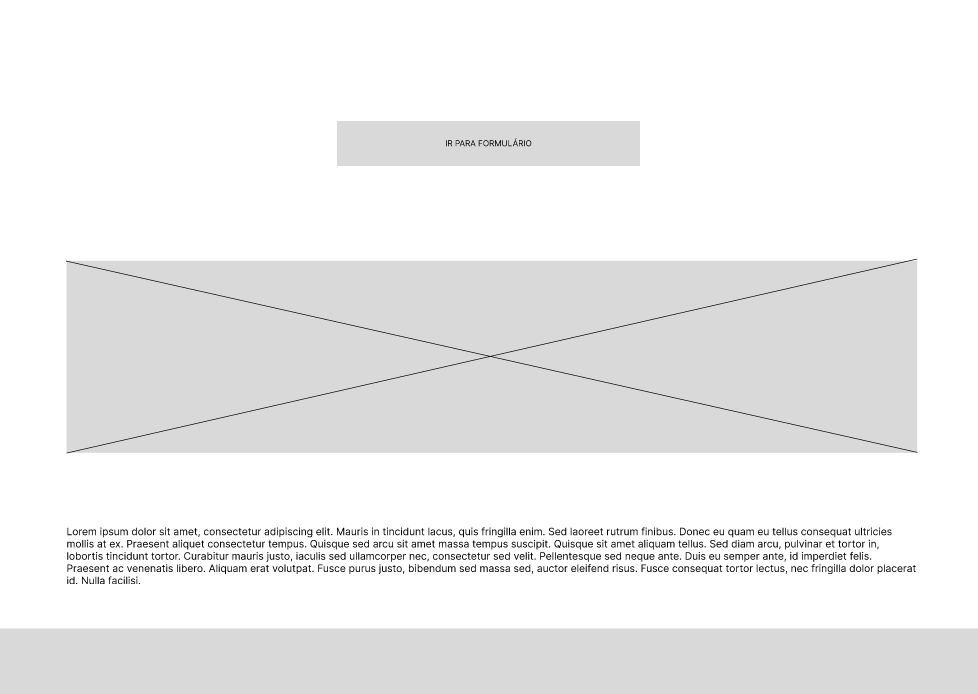 IR PARA FORMULÁRIO
Lorem ipsum dolor sit amet, consectetur adipiscing elit. Mauris in tincidunt lacus, quis fringilla enim. Sed laoreet rutrum finibus. Donec eu quam eu tellus consequat ultricies
mollis at ex. Praesent aliquet consectetur tempus. Quisque sed arcu sit amet massa tempus suscipit. Quisque sit amet aliquam tellus. Sed diam arcu, pulvinar et tortor in,
lobortis tincidunt tortor. Curabitur mauris justo, iaculis sed ullamcorper nec, consectetur sed velit. Pellentesque sed neque ante. Duis eu semper ante, id imperdiet felis.
Praesent ac venenatis libero. Aliquam erat volutpat. Fusce purus justo, bibendum sed massa sed, auctor eleifend risus. Fusce consequat tortor lectus, nec fringilla dolor placerat
id. Nulla facilisi.